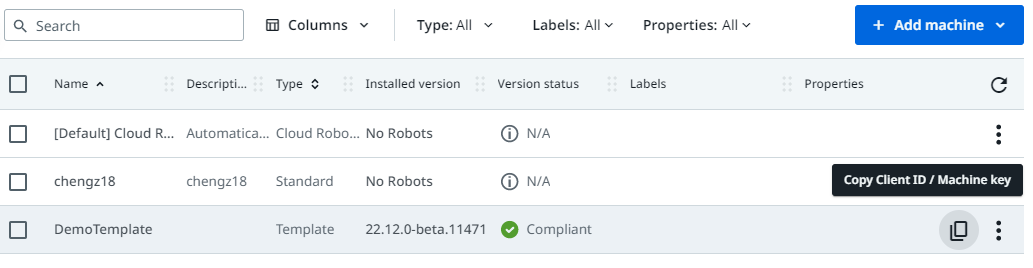 Search Columns Type: All Labels: All Properties: All + Add machine
Name Descripti... Type Installed version Version status Labels Properties
[Default] Cloud R... Automatica... Cloud Robo... No Robots N/A
chengz18 chengz18 Standard No Robots N/A
Copy Client ID / Machine key
DemoTemplate Template 22.12.0-beta.11471 Compliant